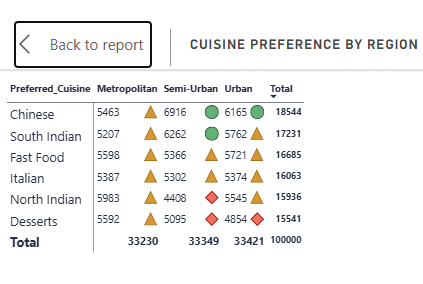 Back to report
CUISINE PREFERENCE BY REGION
Preferred_Cuisine Metropolitan Semi-Urban Urban Total
Chinese 5463 6916 6165 18544
South Indian 5207 6262 5762 17231
Fast Food 5598 5366 5721 16685
Italian 5387 5302 5374 16063
North Indian 5983 4408 5545 15936
Desserts 5592 5095 4854 15541
Total 33230 33349 33421 100000